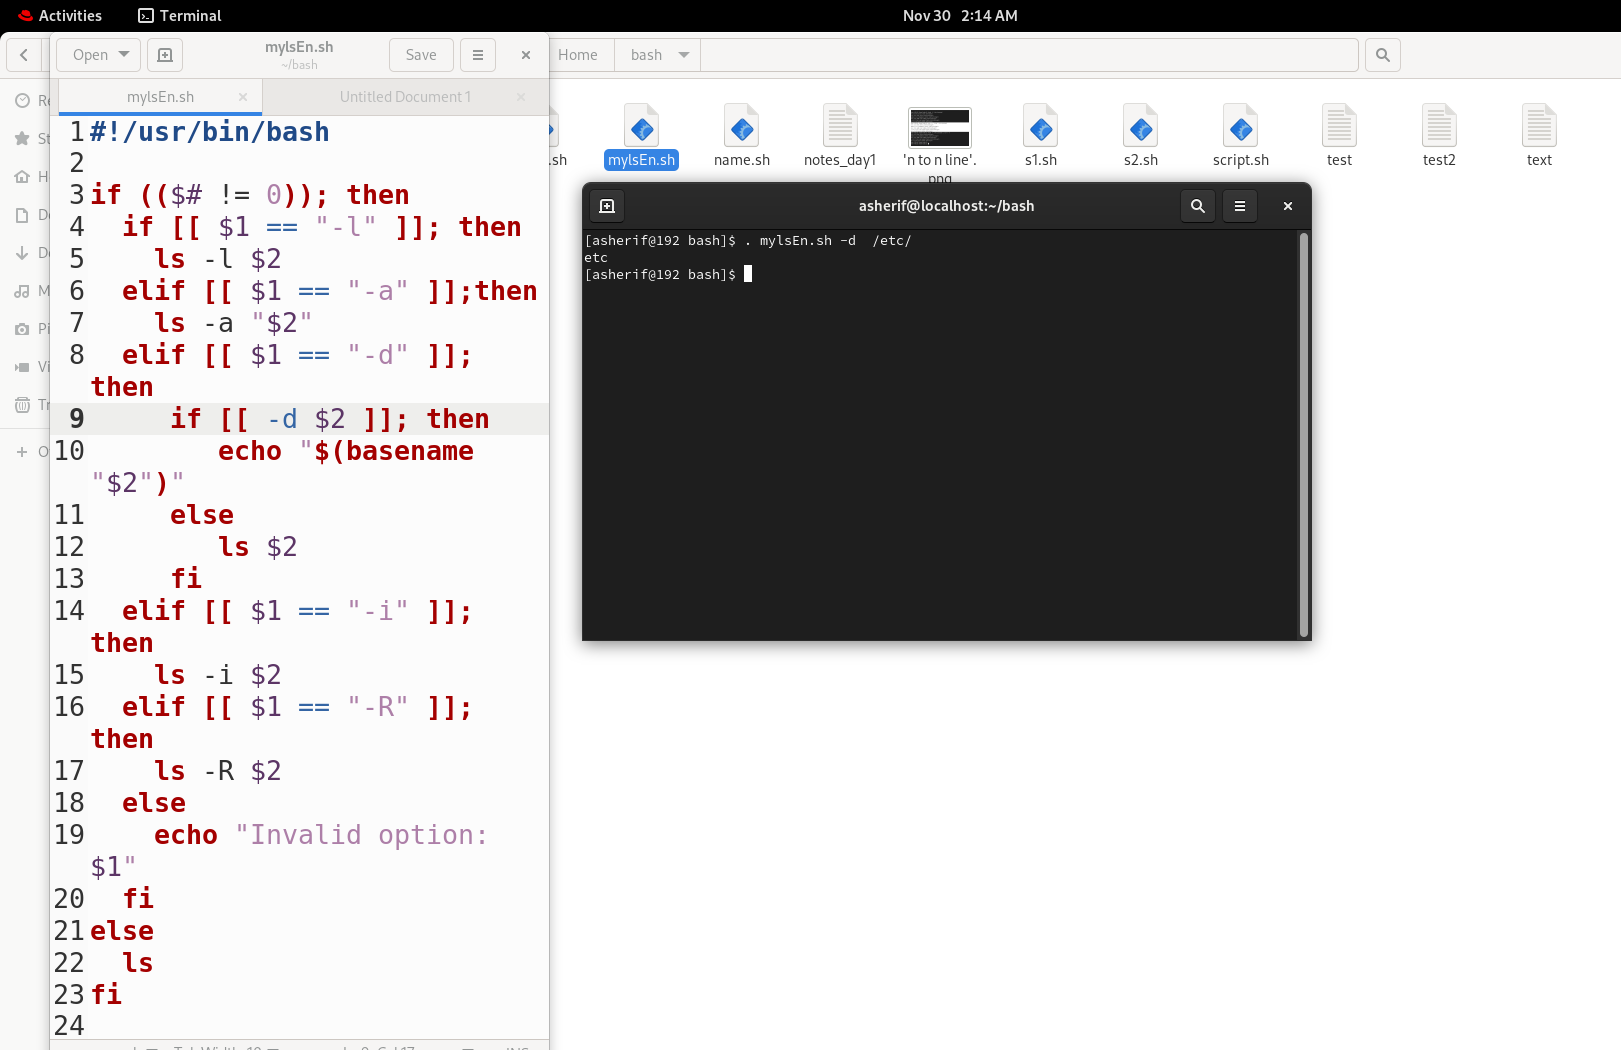 Activities Terminal Nov 30 2:14 AM
Open mylsEn.sh Save
~/bash
Home bash
mylsEn.sh Untitled Document 1
1 #!/usr/bin/bash
2
3 if (($# != 0)); then
4   if [[ $1 == "-l" ]]; then
5     ls -l $2
6   elif [[ $1 == "-a" ]];then
7     ls -a "$2"
8   elif [[ $1 == "-d" ]];
then
9      if [[ -d $2 ]]; then
10         echo "$(basename
"$2")"
11      else
12         ls $2
13      fi
14   elif [[ $1 == "-i" ]];
then
15     ls -i $2
16   elif [[ $1 == "-R" ]];
then
17     ls -R $2
18   else
19     echo "Invalid option:
$1"
20   fi
21 else
22   ls
23 fi
24
.sh mylsEn.sh name.sh notes_day1 'n to n line'. s1.sh s2.sh script.sh test test2 text
png
asherif@localhost:~/bash
[asherif@192 bash]$ . mylsEn.sh -d  /etc/
etc
[asherif@192 bash]$